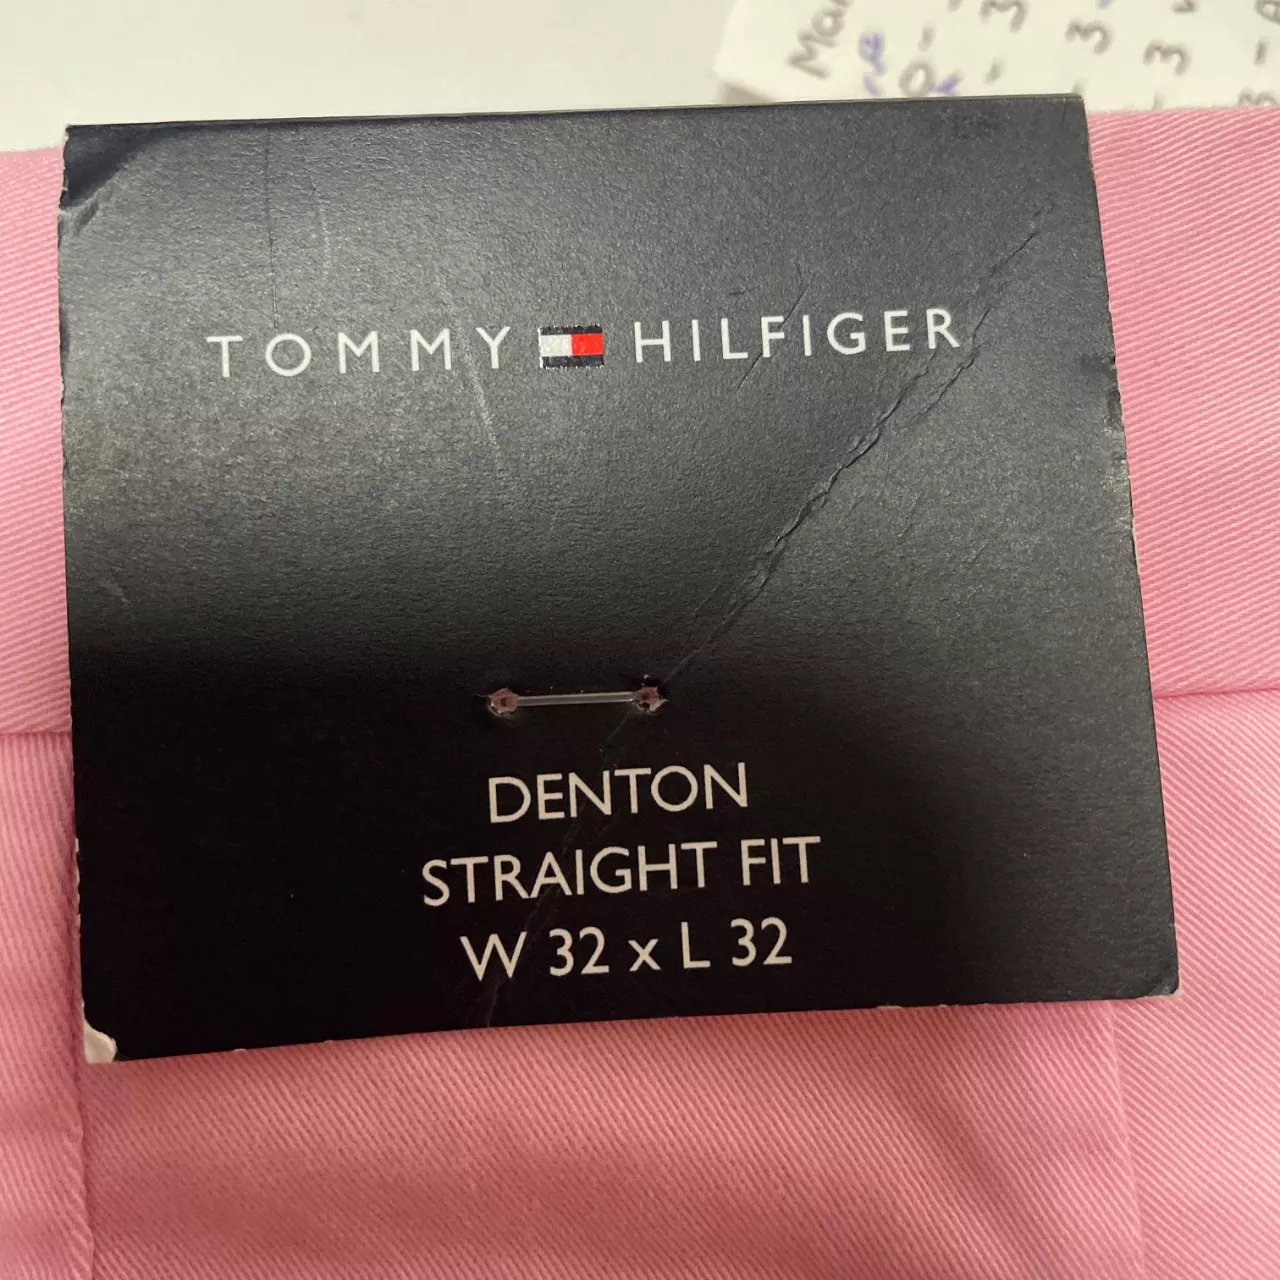 TOMMY HILFIGER
DENTON
STRAIGHT FIT
W 32 x L 32